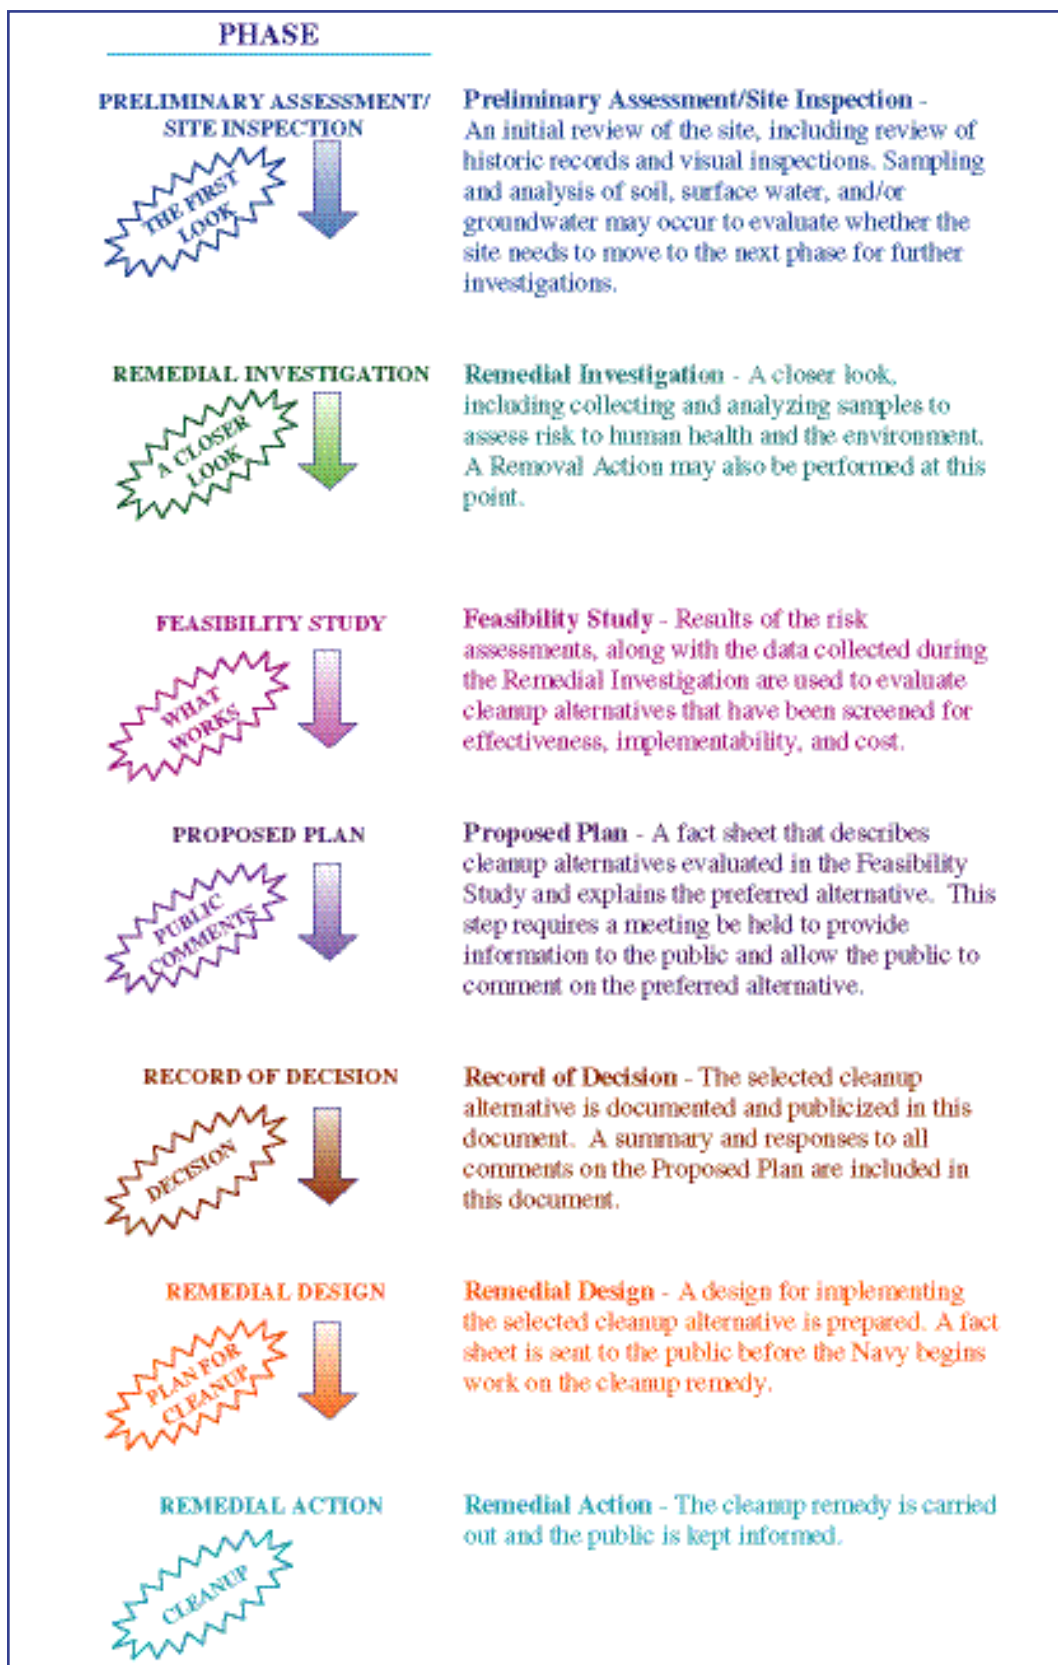 PHASE
PRELIMINARY ASSESSMENT/
SITE INSPECTION
THE FIRST
LOOK
Preliminary Assessment/Site Inspection -
An initial review of the site, including review of
historic records and visual inspections. Sampling
and analysis of soil, surface water, and/or
groundwater may occur to evaluate whether the
site needs to move to the next phase for further
investigations.
REMEDIAL INVESTIGATION
A CLOSER
LOOK
Remedial Investigation - A closer look,
including collecting and analyzing samples to
assess risk to human health and the environment.
A Removal Action may also be performed at this
point.
FEASIBILITY STUDY
WHAT
WORKS
Feasibility Study - Results of the risk
assessments, along with the data collected during
the Remedial Investigation are used to evaluate
cleanup alternatives that have been screened for
effectiveness, implementability, and cost.
PROPOSED PLAN
PUBLIC
COMMENTS
Proposed Plan - A fact sheet that describes
cleanup alternatives evaluated in the Feasibility
Study and explains the preferred alternative. This
step requires a meeting be held to provide
information to the public and allow the public to
comment on the preferred alternative.
RECORD OF DECISION
DECISION
Record of Decision - The selected cleanup
alternative is documented and publicized in this
document. A summary and responses to all
comments on the Proposed Plan are included in
this document.
REMEDIAL DESIGN
PLAN FOR
CLEANUP
Remedial Design - A design for implementing
the selected cleanup alternative is prepared. A fact
sheet is sent to the public before the Navy begins
work on the cleanup remedy.
REMEDIAL ACTION
CLEANUP
Remedial Action - The cleanup remedy is carried
out and the public is kept informed.